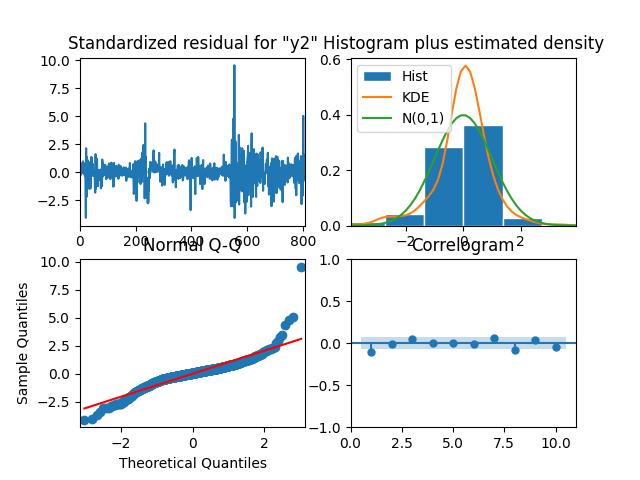 Standardized residual for "y2"
10.0
7.5
5.0
2.5
0.0
−2.5
0 200 400 600 800
Histogram plus estimated density
Hist
KDE
N(0,1)
0.6
0.4
0.2
0.0
−2 0 2
Normal Q-Q
Sample Quantiles
10.0
7.5
5.0
2.5
0.0
−2.5
−2 0 2
Theoretical Quantiles
Correlogram
1.0
0.5
0.0
−0.5
−1.0
0.0 2.5 5.0 7.5 10.0